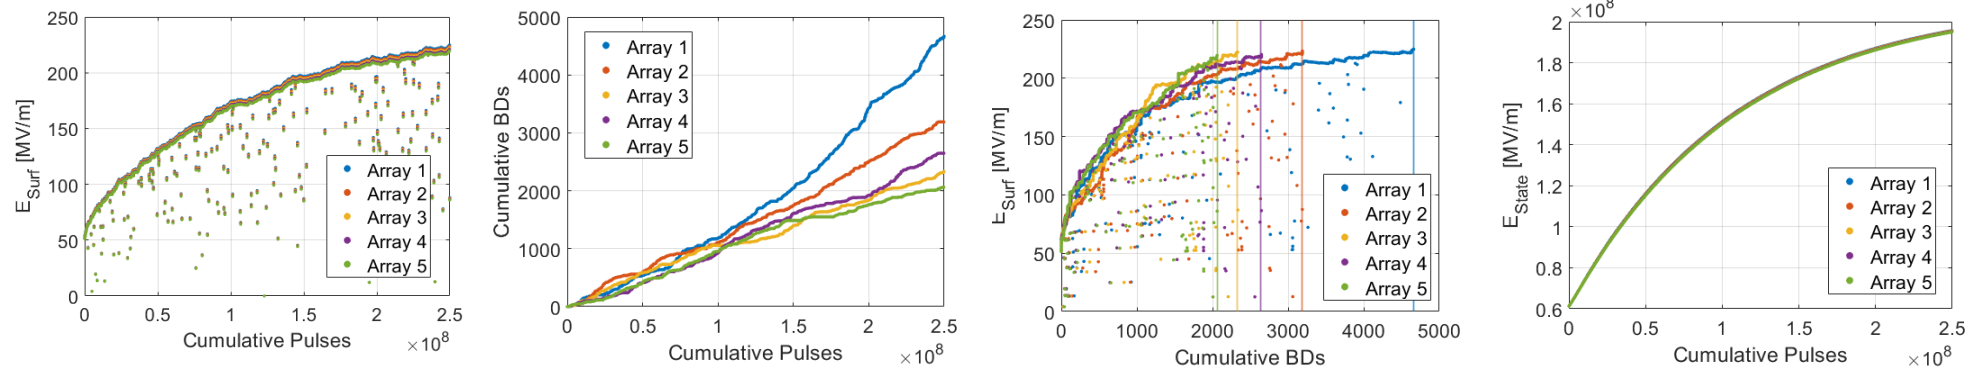 250
200
150
100
50
0
E_Surf [MV/m]
0 0.5 1 1.5 2 2.5
×10^8
Cumulative Pulses
Array 1
Array 2
Array 3
Array 4
Array 5
5000
4000
3000
2000
1000
0
Cumulative BDs
0 0.5 1 1.5 2 2.5
×10^8
Cumulative Pulses
Array 1
Array 2
Array 3
Array 4
Array 5
250
200
150
100
50
0
E_Surf [MV/m]
0 1000 2000 3000 4000 5000
Cumulative BDs
Array 1
Array 2
Array 3
Array 4
Array 5
×10^8
2
1.8
1.6
1.4
1.2
1
0.8
0.6
E_State [MV/m]
0 0.5 1 1.5 2 2.5
×10^8
Cumulative Pulses
Array 1
Array 2
Array 3
Array 4
Array 5